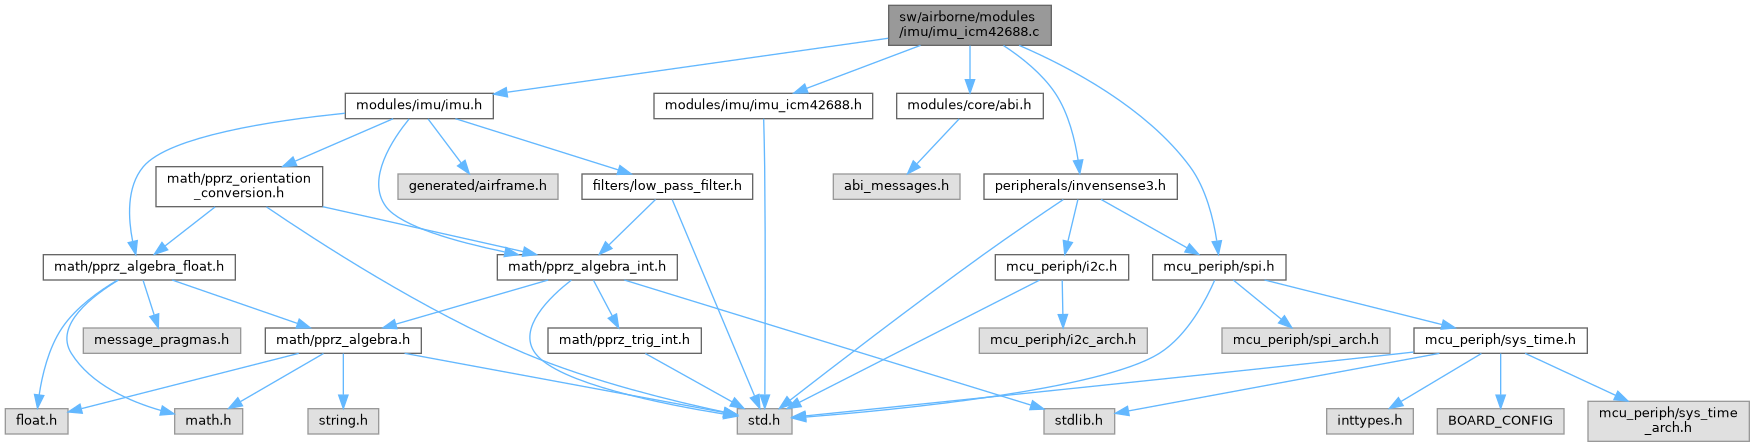 sw/airborne/modules
/imu/imu_icm42688.c
modules/imu/imu.h
modules/imu/imu_icm42688.h
modules/core/abi.h
math/pprz_orientation
_conversion.h
generated/airframe.h
filters/low_pass_filter.h
abi_messages.h
peripherals/invensense3.h
math/pprz_algebra_float.h
math/pprz_algebra_int.h
mcu_periph/i2c.h
mcu_periph/spi.h
message_pragmas.h
math/pprz_algebra.h
math/pprz_trig_int.h
mcu_periph/i2c_arch.h
mcu_periph/spi_arch.h
mcu_periph/sys_time.h
float.h
math.h
string.h
std.h
stdlib.h
inttypes.h
BOARD_CONFIG
mcu_periph/sys_time
_arch.h